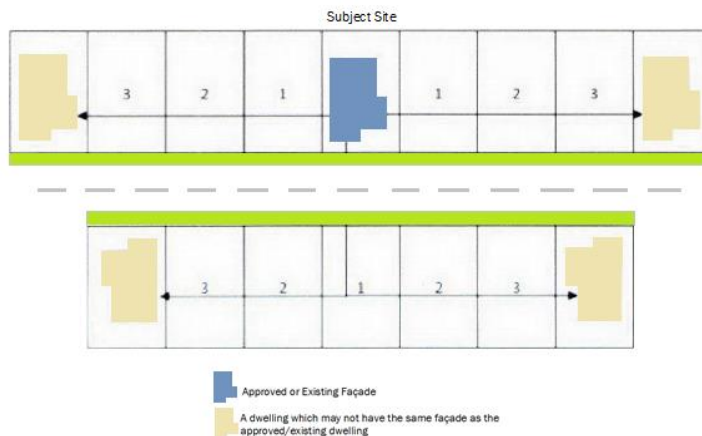 Subject Site
3 2 1 1 2 3
3 2 1 2 3
Approved or Existing Façade
A dwelling which may not have the same façade as the
approved/existing dwelling